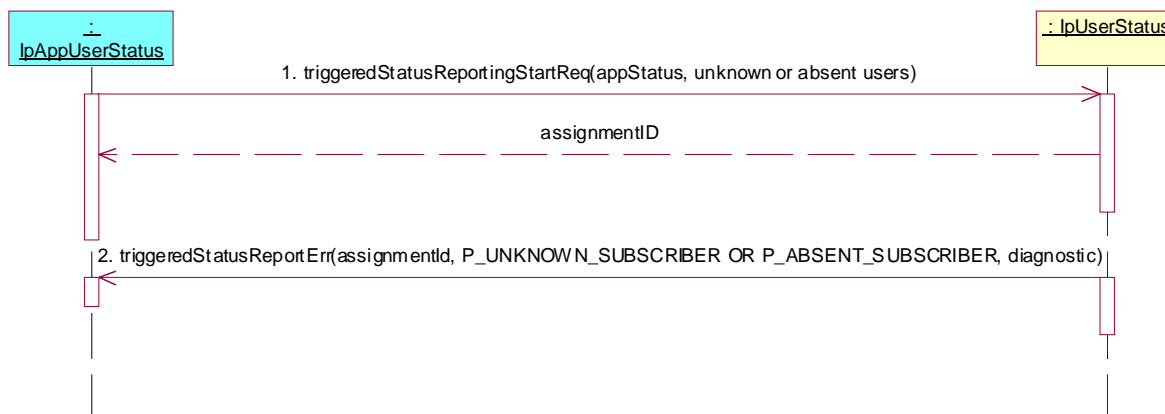 :
IpAppUserStatus
: IpUserStatus
1. triggeredStatusReportingStartReq(appStatus, unknown or absent users)
assignmentID
2. triggeredStatusReportErr(assignmentId, P_UNKNOWN_SUBSCRIBER OR P_ABSENT_SUBSCRIBER, diagnostic)